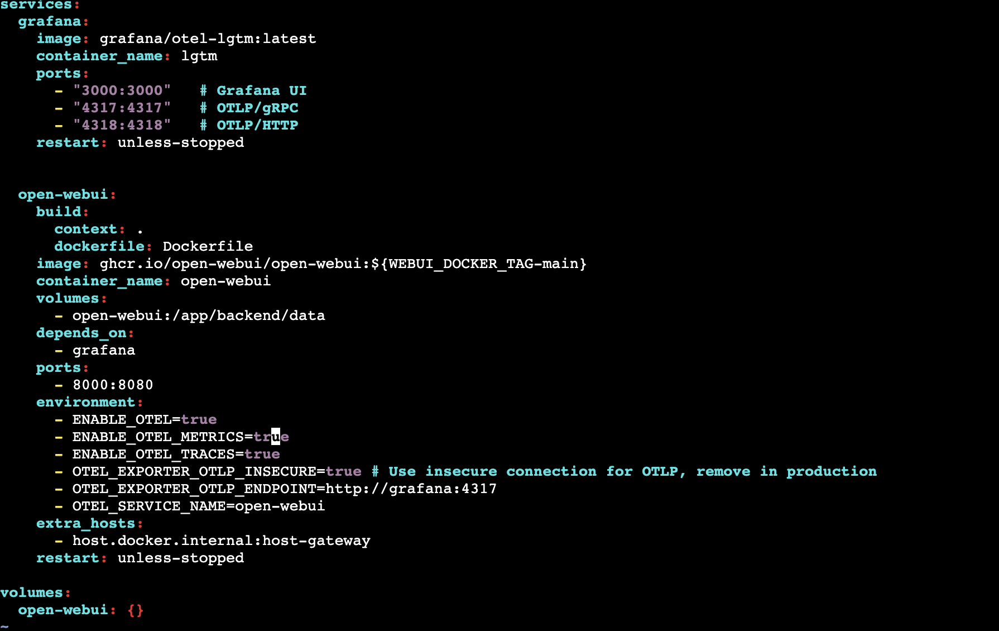 services:
  grafana:
    image: grafana/otel-lgtm:latest
    container_name: lgtm
    ports:
      - "3000:3000"   # Grafana UI
      - "4317:4317"   # OTLP/gRPC
      - "4318:4318"   # OTLP/HTTP
    restart: unless-stopped


  open-webui:
    build:
      context: .
      dockerfile: Dockerfile
    image: ghcr.io/open-webui/open-webui:${WEBUI_DOCKER_TAG-main}
    container_name: open-webui
    volumes:
      - open-webui:/app/backend/data
    depends_on:
      - grafana
    ports:
      - 8000:8080
    environment:
      - ENABLE_OTEL=true
      - ENABLE_OTEL_METRICS=true
      - ENABLE_OTEL_TRACES=true
      - OTEL_EXPORTER_OTLP_INSECURE=true # Use insecure connection for OTLP, remove in production
      - OTEL_EXPORTER_OTLP_ENDPOINT=http://grafana:4317
      - OTEL_SERVICE_NAME=open-webui
    extra_hosts:
      - host.docker.internal:host-gateway
    restart: unless-stopped

volumes:
  open-webui: {}
~